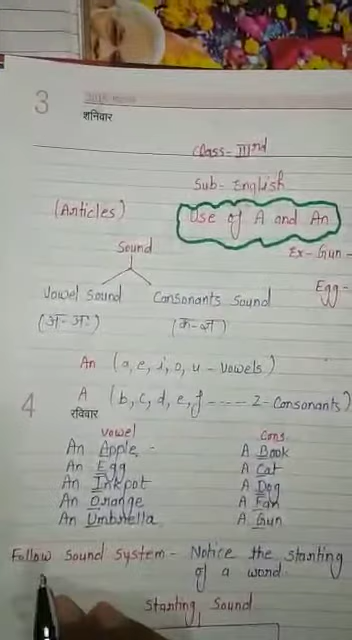 3
शनिवार
Class- IIIrd
Sub- English
(Articles) Use of A and An
Sound
Ex- Gun -
Vowel Sound Consonants Sound
Egg-
(अ-अः) (क-ज्ञ)
An (a, e, i, o, u - Vowels)
4
रविवार
A (b, c, d, e, f ---- Z - Consonants)
Vowel Cons
An Apple - A Book
An Egg A Cat
An Inkpot A Dog
An Orange A Fan
An Umbrella A Gun
Follow Sound System - Notice the starting
of a word.
Starting Sound